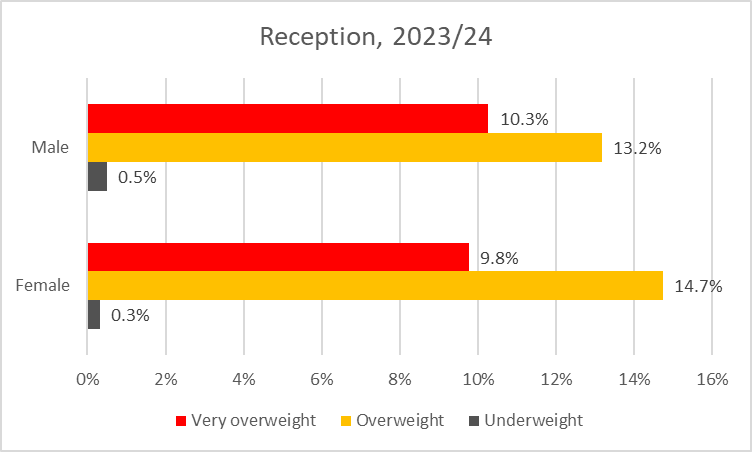 Reception, 2023/24
Male
10.3%
13.2%
0.5%
Female
9.8%
14.7%
0.3%
0% 2% 4% 6% 8% 10% 12% 14% 16%
Very overweight Overweight Underweight